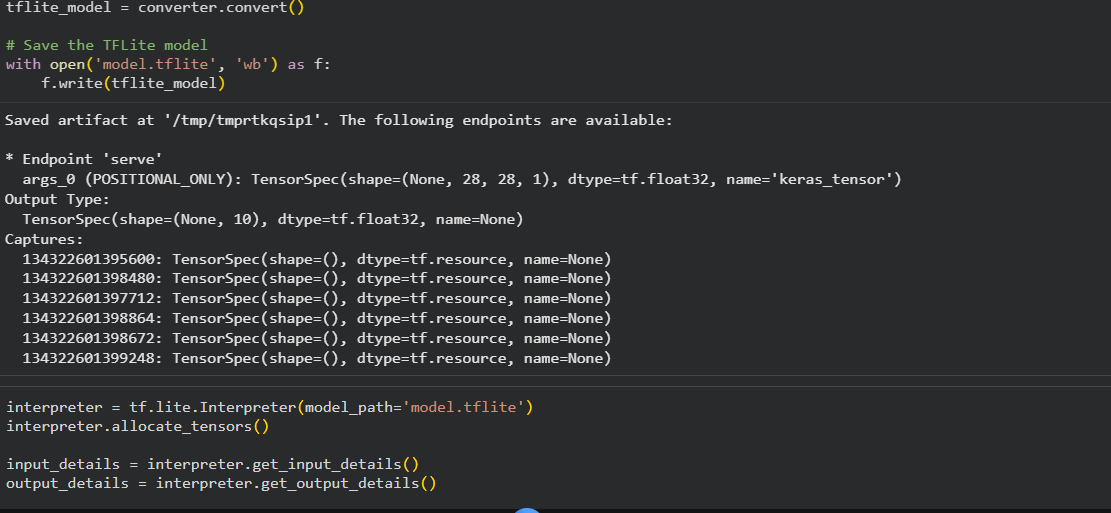 tflite_model = converter.convert()
# Save the TFLite model
with open('model.tflite', 'wb') as f:
    f.write(tflite_model)
Saved artifact at '/tmp/tmprtkqsip1'. The following endpoints are available:
* Endpoint 'serve'
  args_0 (POSITIONAL_ONLY): TensorSpec(shape=(None, 28, 28, 1), dtype=tf.float32, name='keras_tensor')
Output Type:
  TensorSpec(shape=(None, 10), dtype=tf.float32, name=None)
Captures:
  134322601395600: TensorSpec(shape=(), dtype=tf.resource, name=None)
  134322601398480: TensorSpec(shape=(), dtype=tf.resource, name=None)
  134322601397712: TensorSpec(shape=(), dtype=tf.resource, name=None)
  134322601398864: TensorSpec(shape=(), dtype=tf.resource, name=None)
  134322601398672: TensorSpec(shape=(), dtype=tf.resource, name=None)
  134322601399248: TensorSpec(shape=(), dtype=tf.resource, name=None)
interpreter = tf.lite.Interpreter(model_path='model.tflite')
interpreter.allocate_tensors()
input_details = interpreter.get_input_details()
output_details = interpreter.get_output_details()